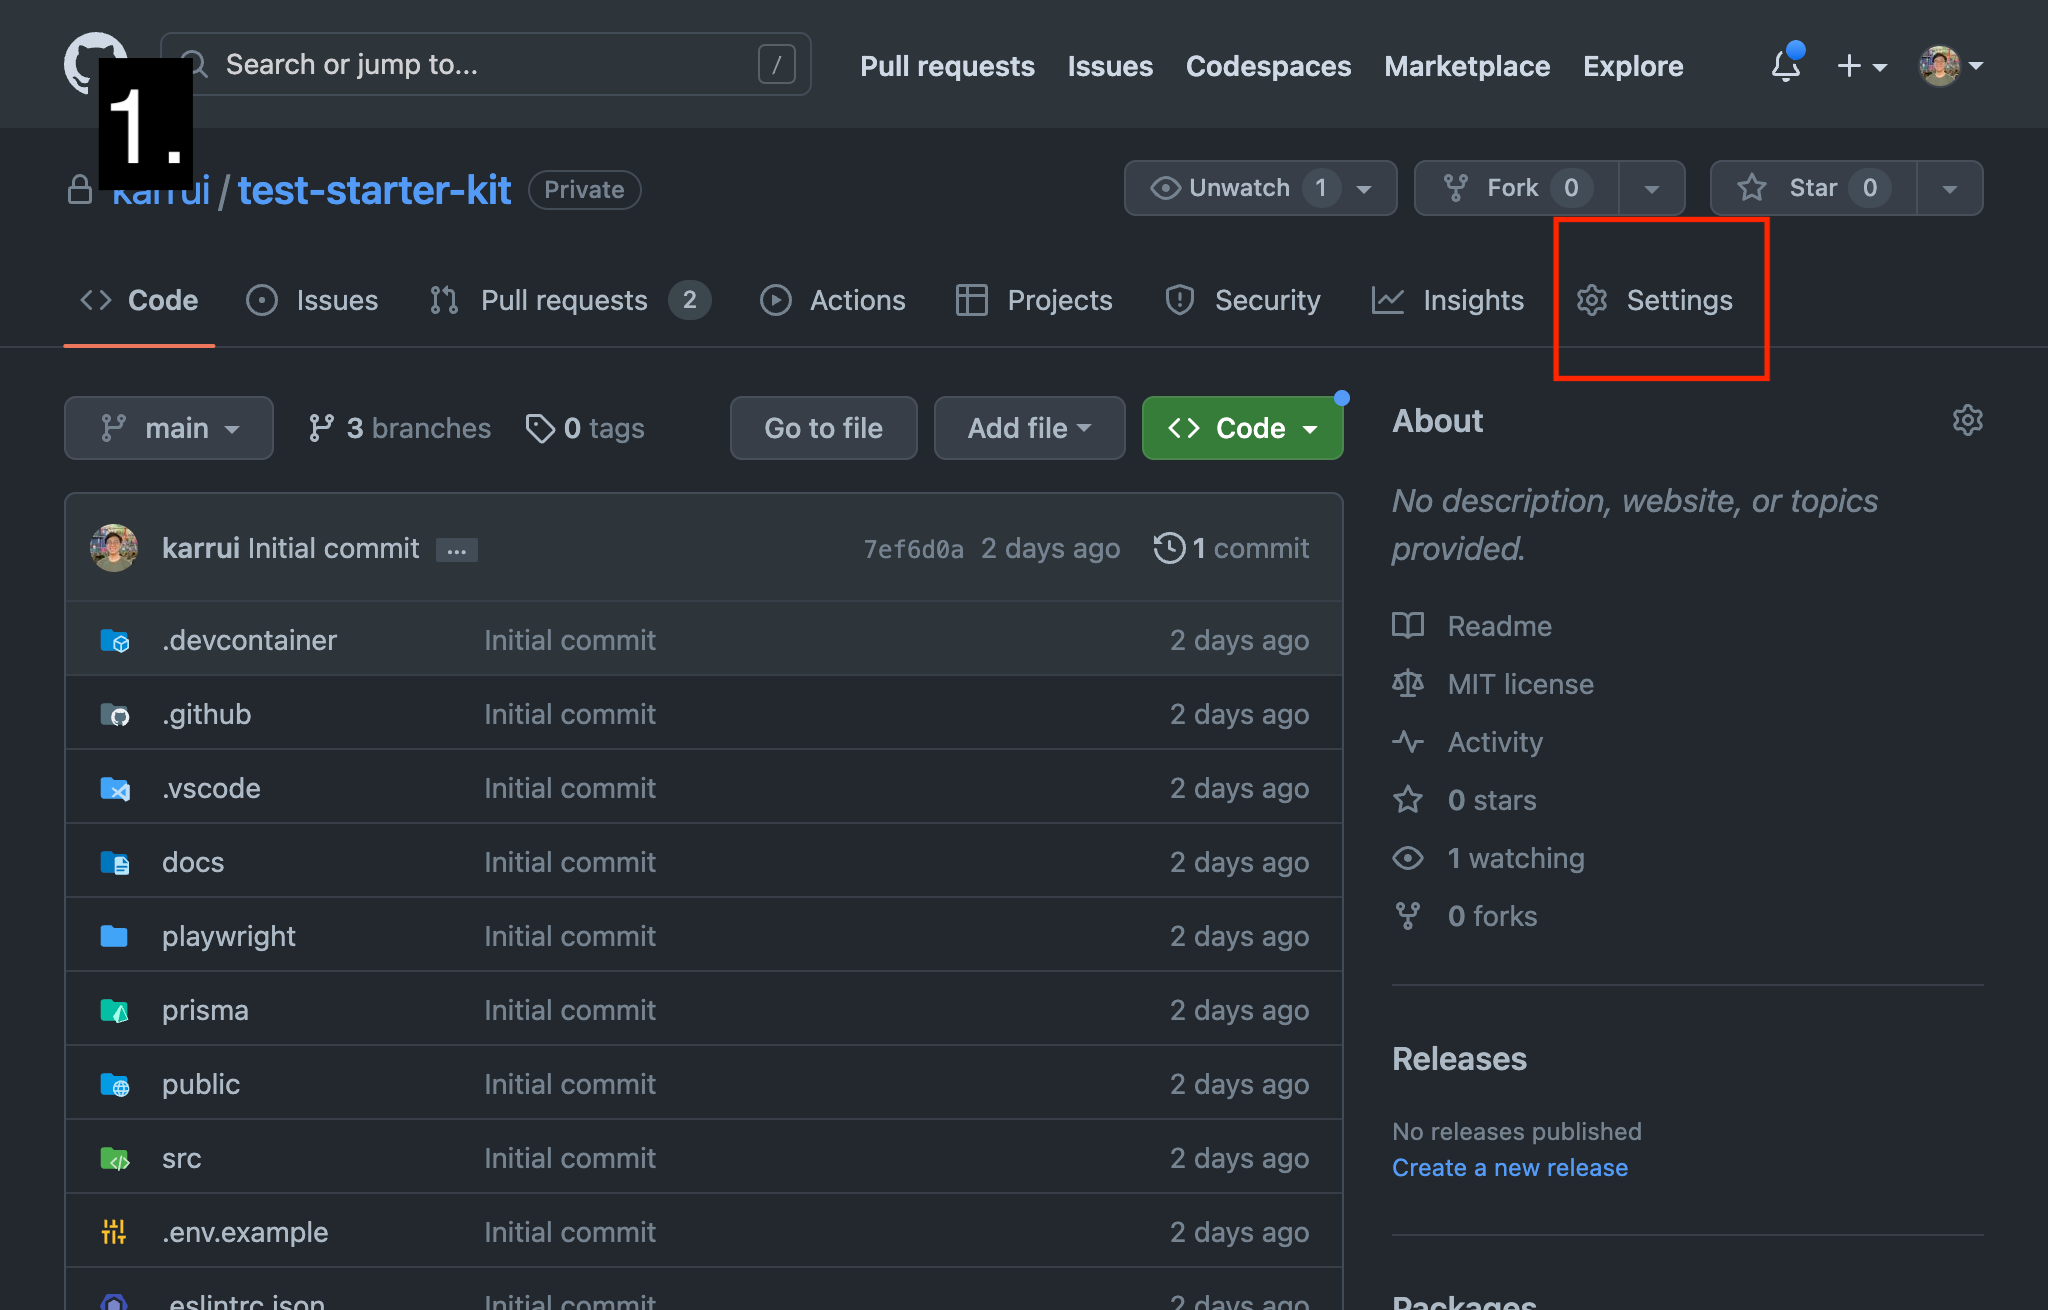 Search or jump to... / Pull requests Issues Codespaces Marketplace Explore
1.
karrui / test-starter-kit Private Unwatch 1 Fork 0 Star 0
Code Issues Pull requests 2 Actions Projects Security Insights Settings
main 3 branches 0 tags Go to file Add file Code
karrui Initial commit ... 7ef6d0a 2 days ago 1 commit
.devcontainer Initial commit 2 days ago
.github Initial commit 2 days ago
.vscode Initial commit 2 days ago
docs Initial commit 2 days ago
playwright Initial commit 2 days ago
prisma Initial commit 2 days ago
public Initial commit 2 days ago
src Initial commit 2 days ago
.env.example Initial commit 2 days ago
.eslintrc.json Initial commit 2 days ago
About
No description, website, or topics
provided.
Readme
MIT license
Activity
0 stars
1 watching
0 forks
Releases
No releases published
Create a new release
Packages